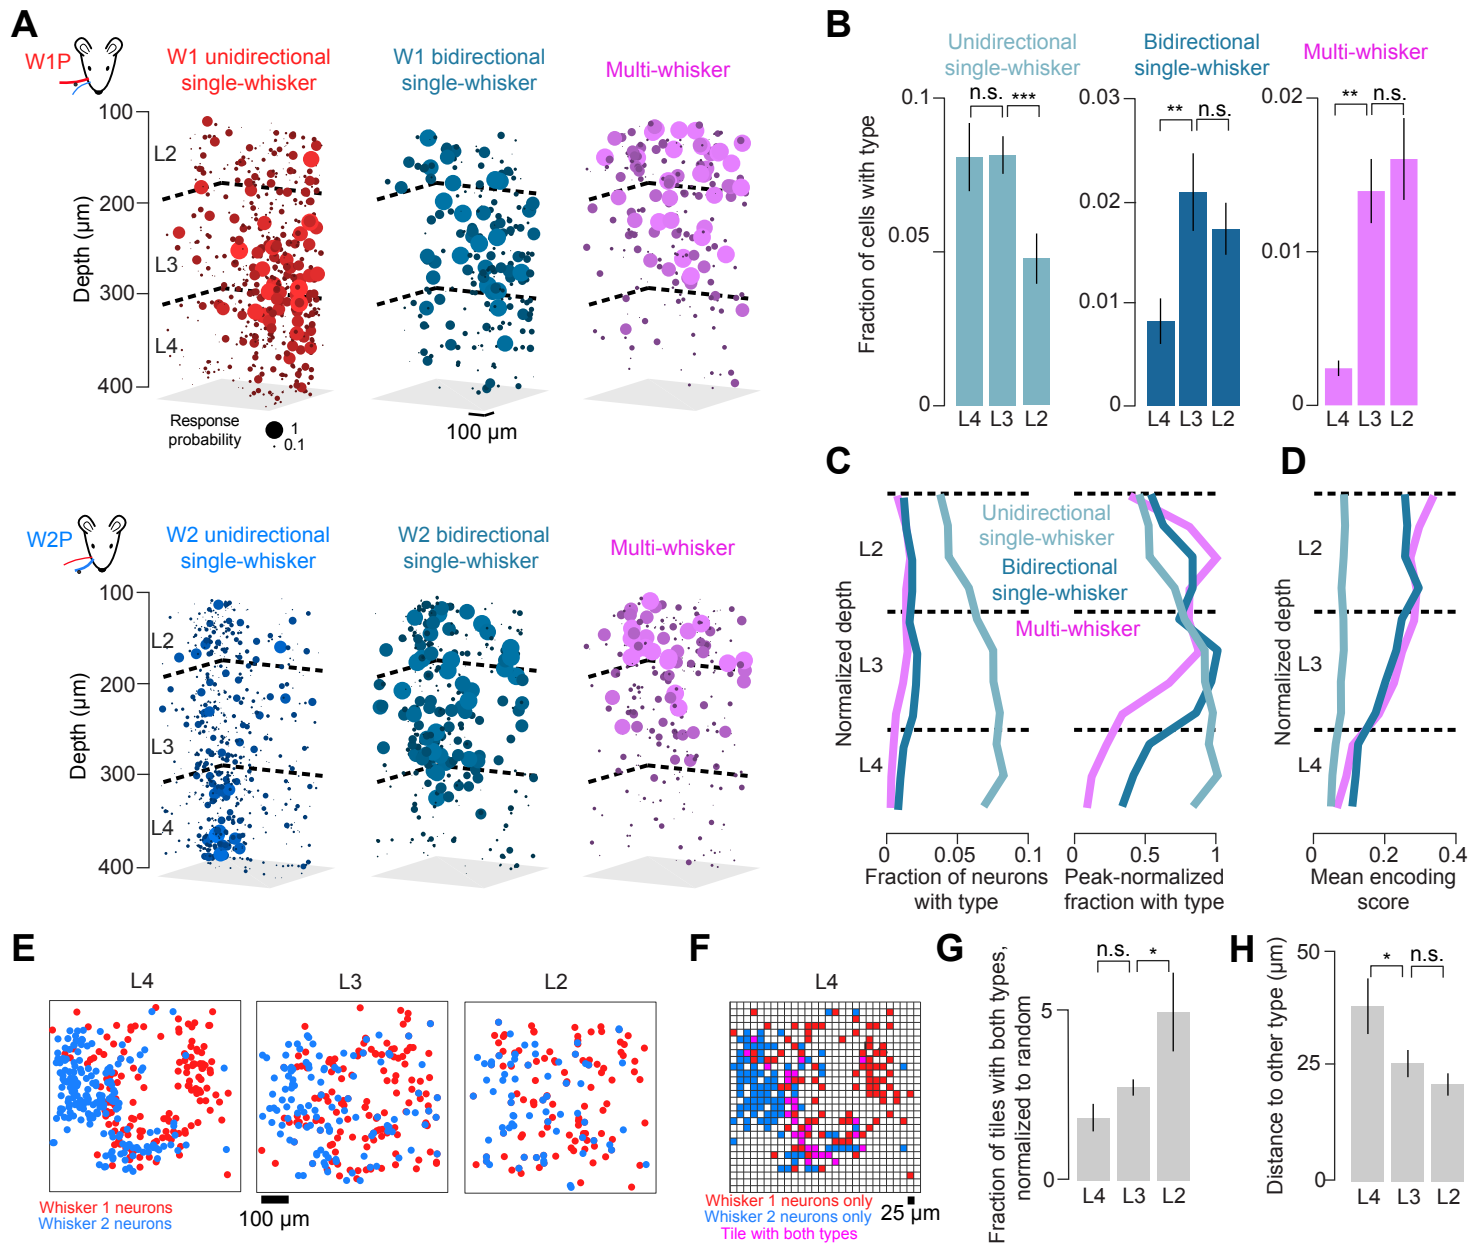 A
W1P
W1 unidirectional
single-whisker
W1 bidirectional
single-whisker
Multi-whisker
100
L2
200
Depth (µm)
L3
300
L4
400
Response
probability
1
0.1
100 µm
W2P
W2 unidirectional
single-whisker
W2 bidirectional
single-whisker
Multi-whisker
100
L2
200
Depth (µm)
L3
300
L4
400
B
Unidirectional
single-whisker
Bidirectional
single-whisker
Multi-whisker
Fraction of cells with type
0.1
0.05
0
n.s.
***
L4 L3 L2
0.03
0.02
0.01
0
**
n.s.
L4 L3 L2
0.02
0.01
0
**
n.s.
L4 L3 L2
C
Normalized depth
L2
L3
L4
Unidirectional
single-whisker
Bidirectional
single-whisker
Multi-whisker
0 0.05 0.1
Fraction of neurons
with type
0 0.5 1
Peak-normalized
fraction with type
D
Normalized depth
L2
L3
L4
0 0.2 0.4
Mean encoding
score
E
L4
L3
L2
Whisker 1 neurons
Whisker 2 neurons
100 µm
F
L4
Whisker 1 neurons only
Whisker 2 neurons only
Tile with both types
25 µm
G
Fraction of tiles with both types,
normalized to random
5
0
n.s.
*
L4 L3 L2
H
Distance to other type (µm)
50
25
0
*
n.s.
L4 L3 L2